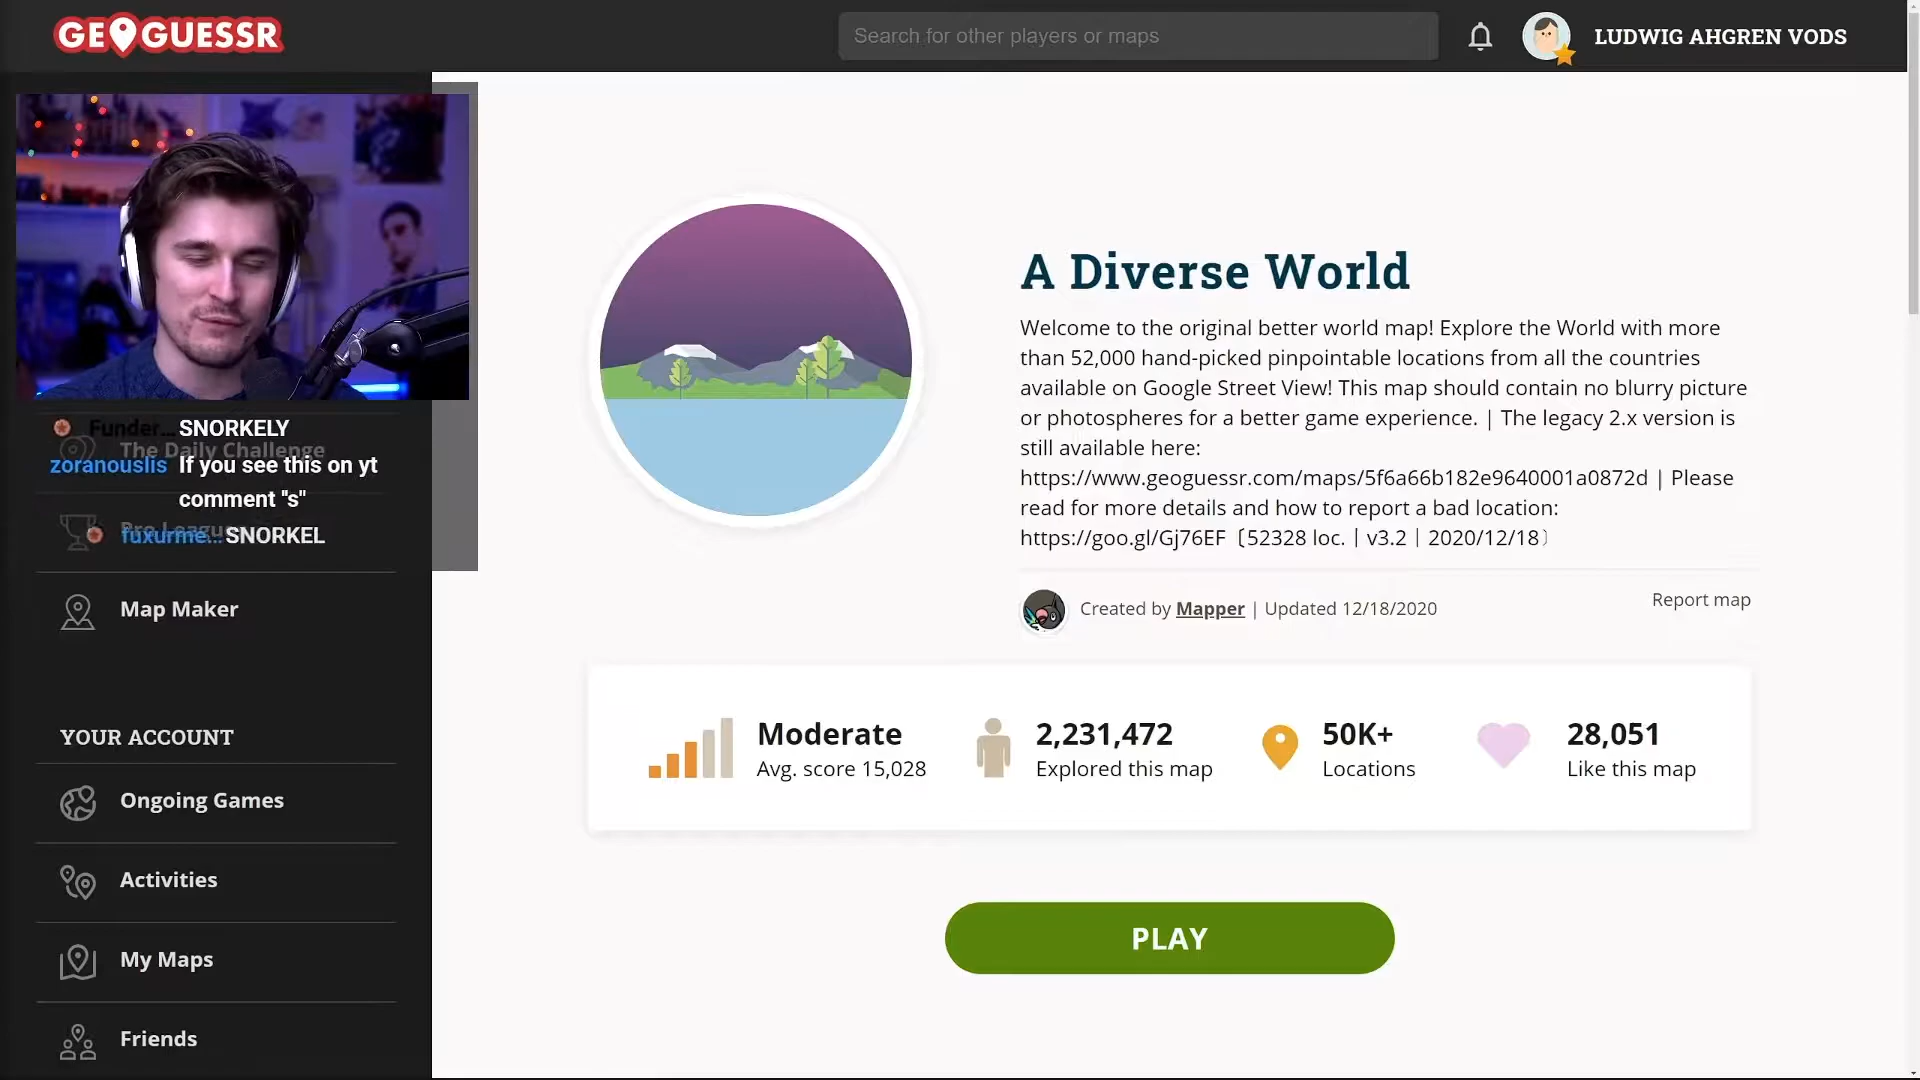 GEOGUESSR
Search for other players or maps
LUDWIG AHGREN VODS
Funder... SNORKELY
The Daily Challenge
zoranouslis If you see this on yt
comment "s"
Pro Leagues
fuxurme... SNORKEL
Map Maker
YOUR ACCOUNT
Ongoing Games
Activities
My Maps
Friends
A Diverse World
Welcome to the original better world map! Explore the World with more
than 52,000 hand-picked pinpointable locations from all the countries
available on Google Street View! This map should contain no blurry picture
or photospheres for a better game experience. | The legacy 2.x version is
still available here:
https://www.geoguessr.com/maps/5f6a66b182e9640001a0872d | Please
read for more details and how to report a bad location:
https://goo.gl/Gj76EF〔52328 loc. | v3.2 | 2020/12/18〕
Created by Mapper | Updated 12/18/2020
Report map
Moderate
Avg. score 15,028
2,231,472
Explored this map
50K+
Locations
28,051
Like this map
PLAY